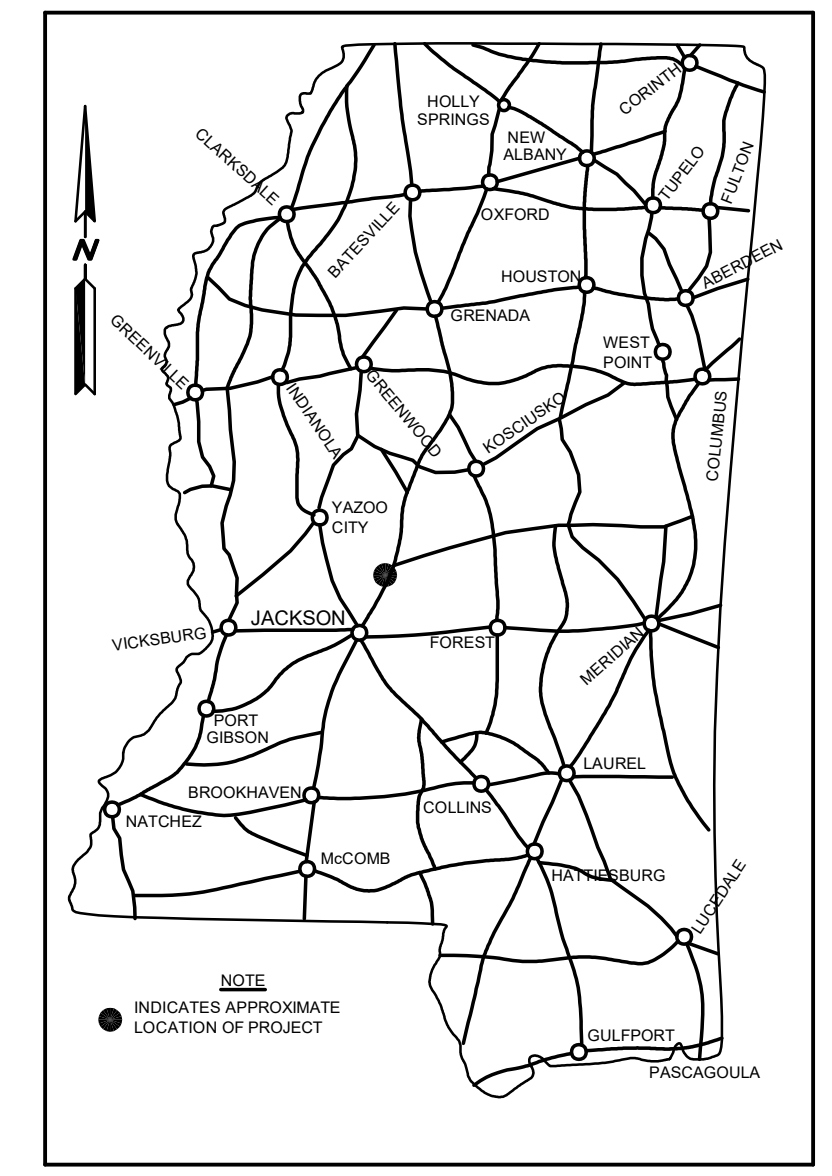 CORINTH
HOLLY
SPRINGS
NEW
ALBANY
CLARKSDALE
TUPELO
FULTON
BATESVILLE
OXFORD
N
HOUSTON
ABERDEEN
GRENADA
GREENVILLE
WEST
POINT
INDIANOLA
GREENWOOD
KOSCIUSKO
COLUMBUS
YAZOO
CITY
JACKSON
VICKSBURG
FOREST
MERIDIAN
PORT
GIBSON
LAUREL
BROOKHAVEN
COLLINS
NATCHEZ
McCOMB
HATTIESBURG
LUCEDALE
NOTE
INDICATES APPROXIMATE
LOCATION OF PROJECT
GULFPORT
PASCAGOULA